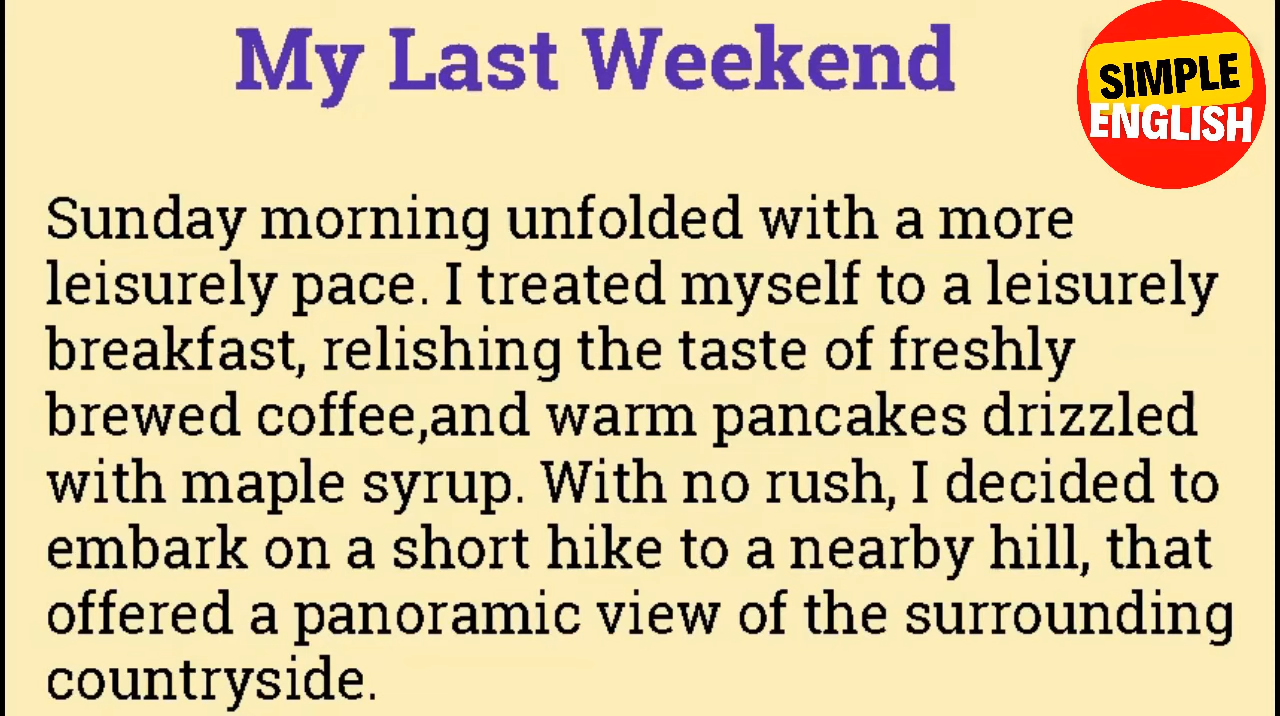 My Last Weekend
SIMPLE
ENGLISH
Sunday morning unfolded with a more
leisurely pace. I treated myself to a leisurely
breakfast, relishing the taste of freshly
brewed coffee,and warm pancakes drizzled
with maple syrup. With no rush, I decided to
embark on a short hike to a nearby hill, that
offered a panoramic view of the surrounding
countryside.